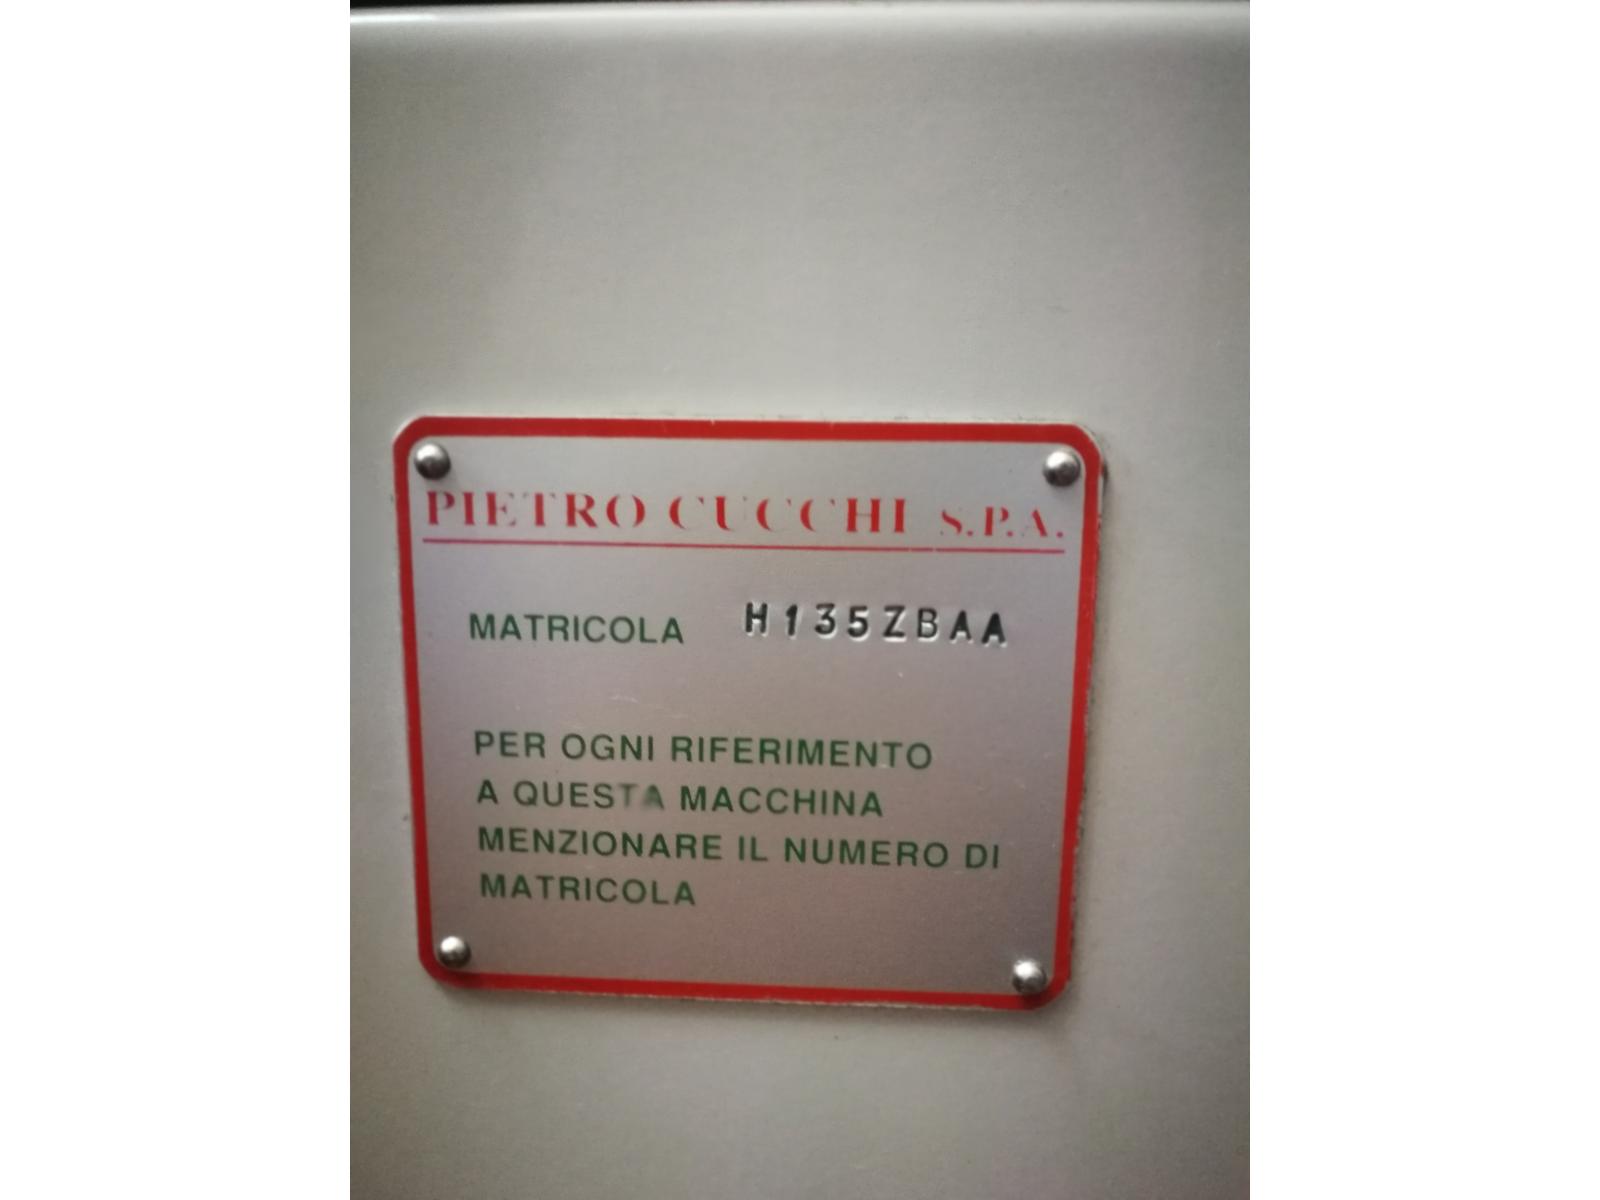 PIETRO CUCCHI S.P.A.
MATRICOLA H135ZBAA
PER OGNI RIFERIMENTO
A QUESTA MACCHINA
MENZIONARE IL NUMERO DI
MATRICOLA